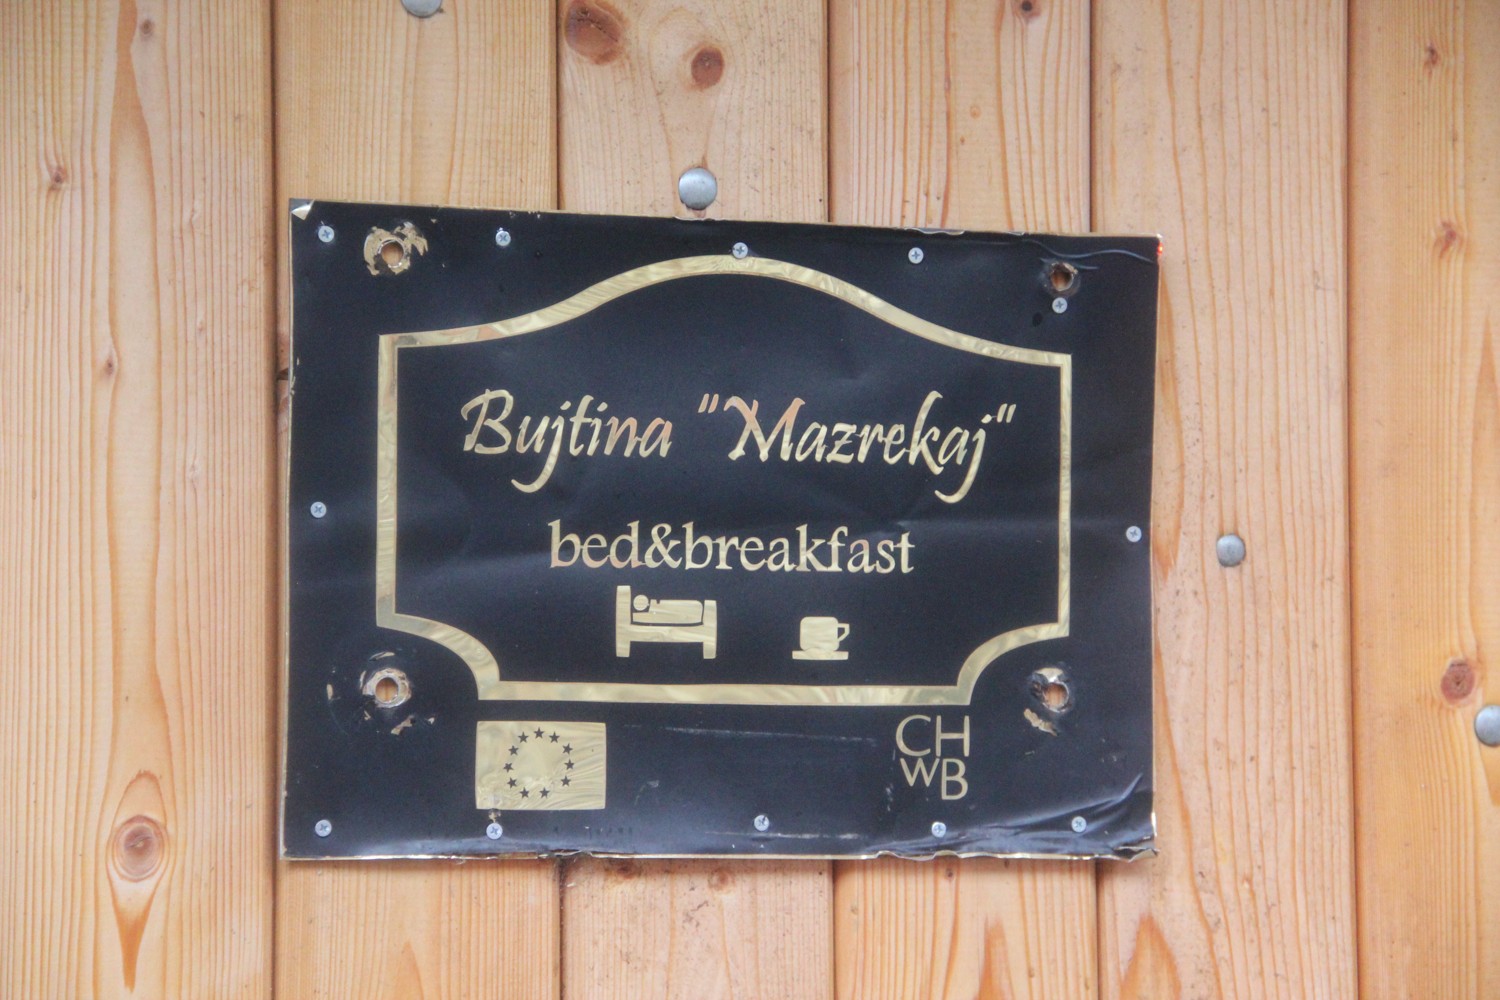 Bujtina "Mazrekaj"
bed&breakfast
CH
WB